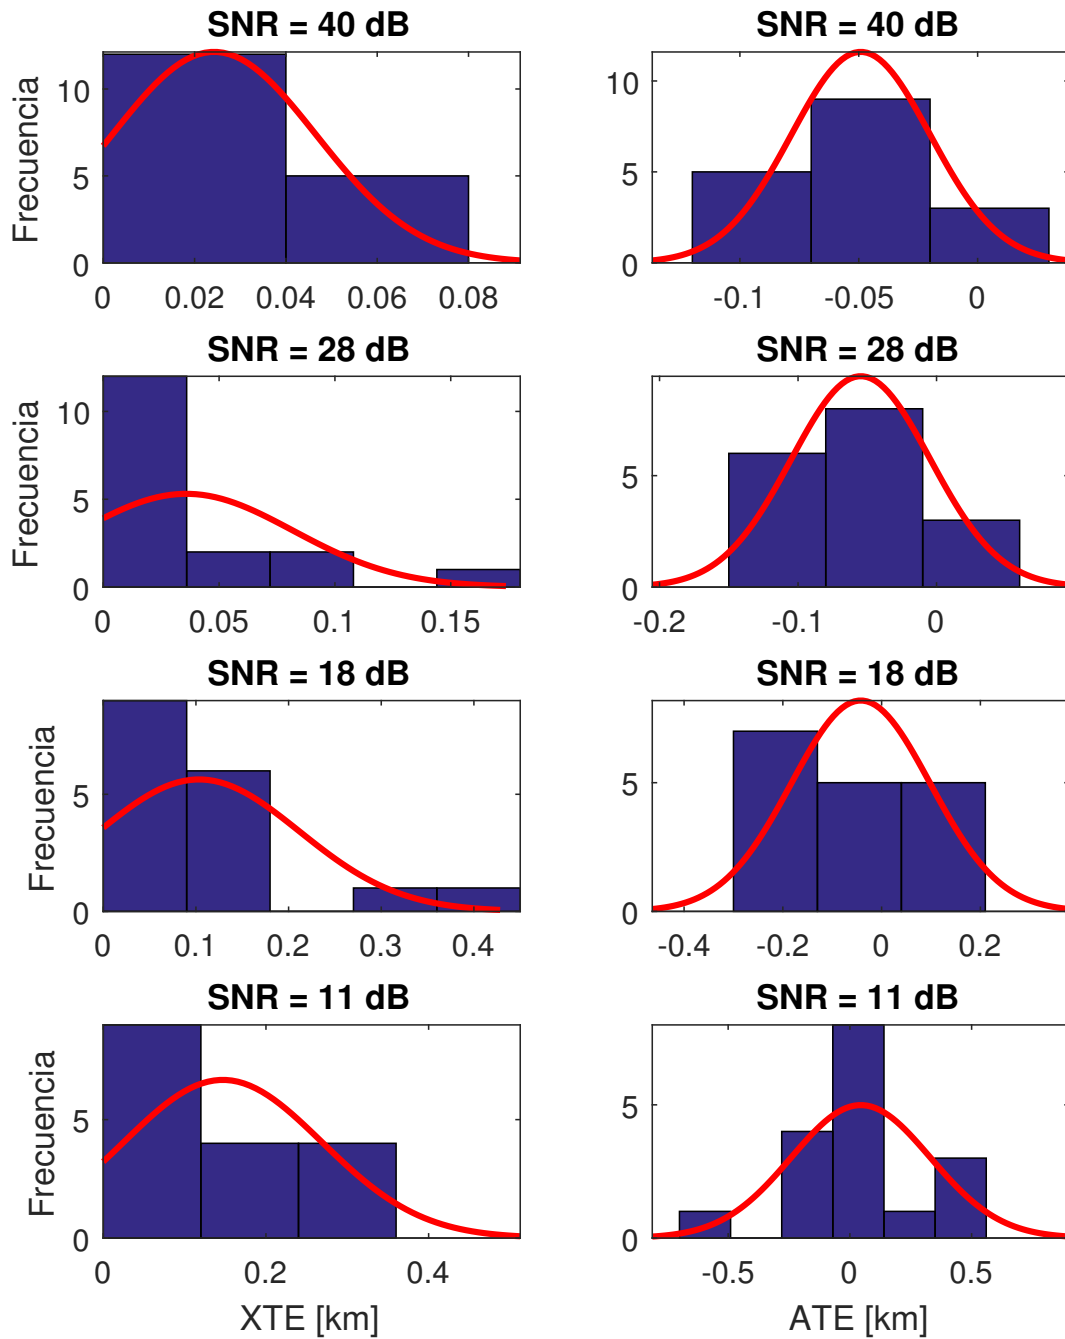 SNR = 40 dB
SNR = 40 dB
Frecuencia
10
5
0
0 0.02 0.04 0.06 0.08
10
5
0
-0.1 -0.05 0
SNR = 28 dB
SNR = 28 dB
Frecuencia
10
5
0
0 0.05 0.1 0.15
5
0
-0.2 -0.1 0
SNR = 18 dB
SNR = 18 dB
Frecuencia
5
0
0 0.1 0.2 0.3 0.4
5
0
-0.4 -0.2 0 0.2
SNR = 11 dB
SNR = 11 dB
Frecuencia
5
0
0 0.2 0.4
XTE [km]
5
0
-0.5 0 0.5
ATE [km]